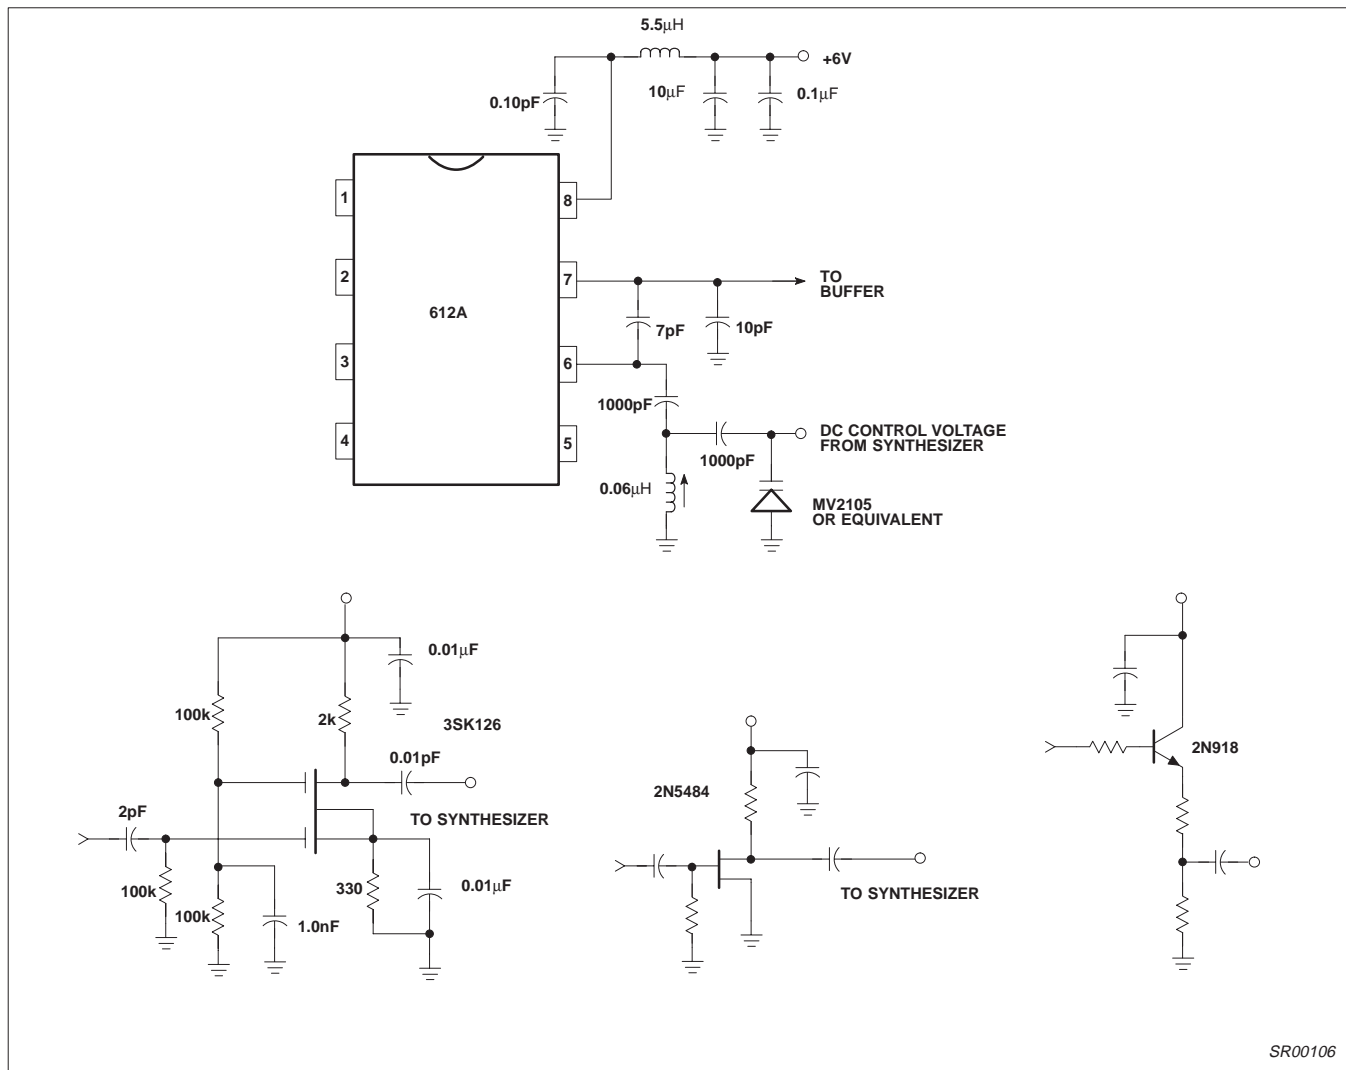 5.5µH
+6V
0.10pF
10µF
0.1µF
1
8
2
7
TO
BUFFER
612A
7pF
10pF
3
6
1000pF
4
5
DC CONTROL VOLTAGE
FROM SYNTHESIZER
1000pF
0.06µH
MV2105
OR EQUIVALENT
0.01µF
100k
2k
3SK126
0.01pF
TO SYNTHESIZER
2pF
100k
100k
330
0.01µF
1.0nF
2N5484
TO SYNTHESIZER
2N918
SR00106